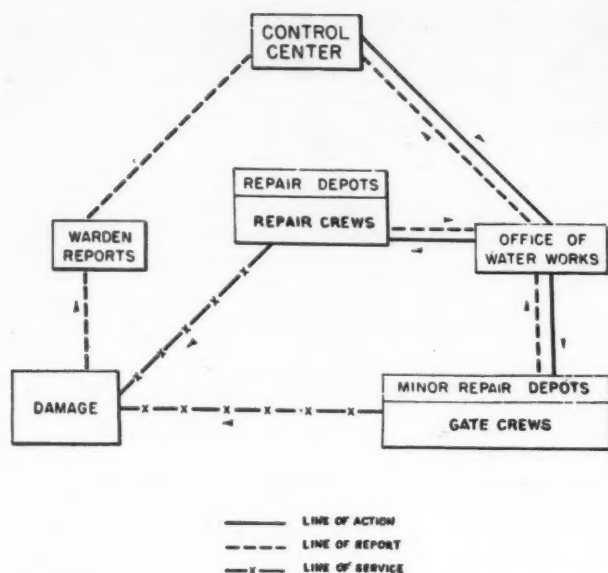 CONTROL
CENTER
REPAIR DEPOTS
REPAIR CREWS
WARDEN
REPORTS
OFFICE OF
WATER WORKS
DAMAGE
MINOR REPAIR DEPOTS
GATE CREWS
LINE OF ACTION
LINE OF REPORT
LINE OF SERVICE